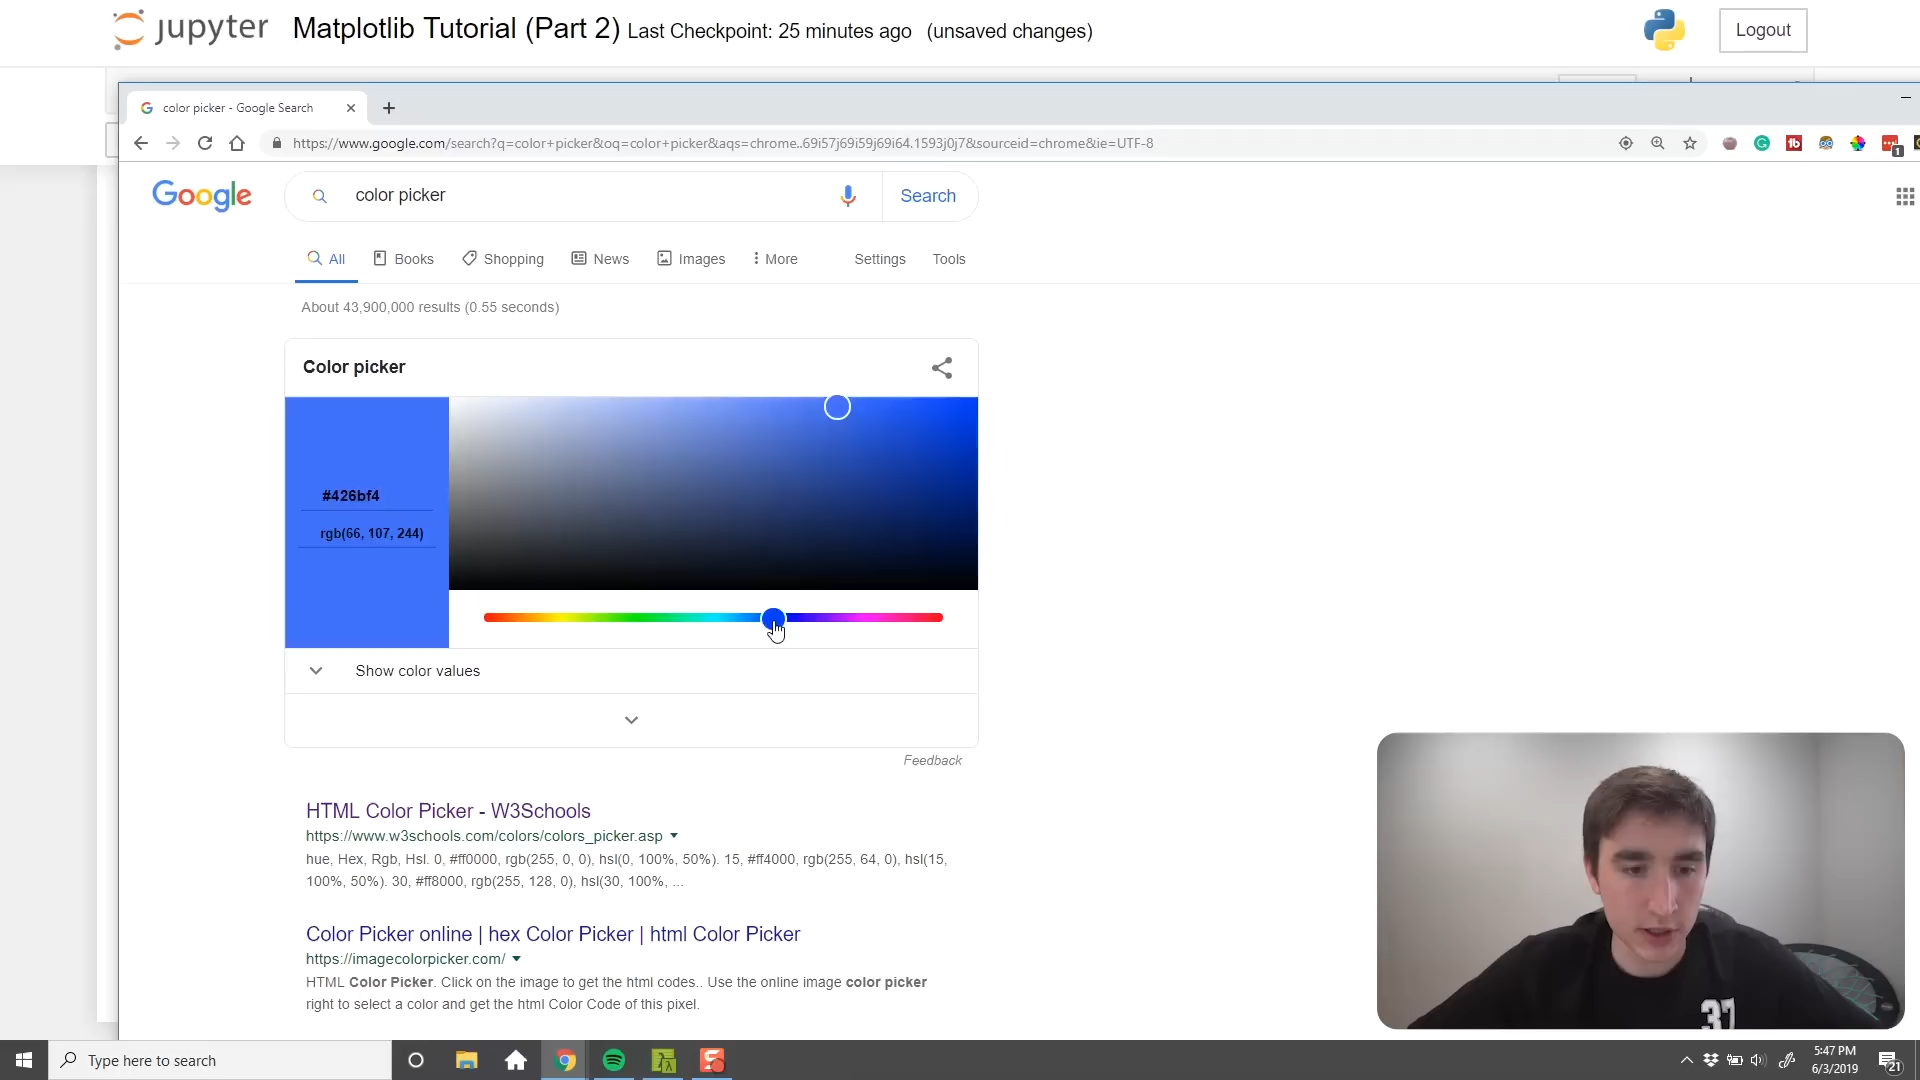 jupyter Matplotlib Tutorial (Part 2) Last Checkpoint: 25 minutes ago (unsaved changes) Logout
color picker - Google Search
https://www.google.com/search?q=color+picker&oq=color+picker&aqs=chrome..69i57j69i59j69i64.1593j0j7&sourceid=chrome&ie=UTF-8
Google color picker Search
All Books Shopping News Images More Settings Tools
About 43,900,000 results (0.55 seconds)
Color picker
#426bf4
rgb(66, 107, 244)
Show color values
Feedback
HTML Color Picker - W3Schools
https://www.w3schools.com/colors/colors_picker.asp
hue, Hex, Rgb, Hsl. 0, #ff0000, rgb(255, 0, 0), hsl(0, 100%, 50%). 15, #ff4000, rgb(255, 64, 0), hsl(15,
100%, 50%). 30, #ff8000, rgb(255, 128, 0), hsl(30, 100%, ...
Color Picker online | hex Color Picker | html Color Picker
https://imagecolorpicker.com/
HTML Color Picker. Click on the image to get the html codes.. Use the online image color picker
right to select a color and get the html Color Code of this pixel.
37
Type here to search
5:47 PM
6/3/2019
21